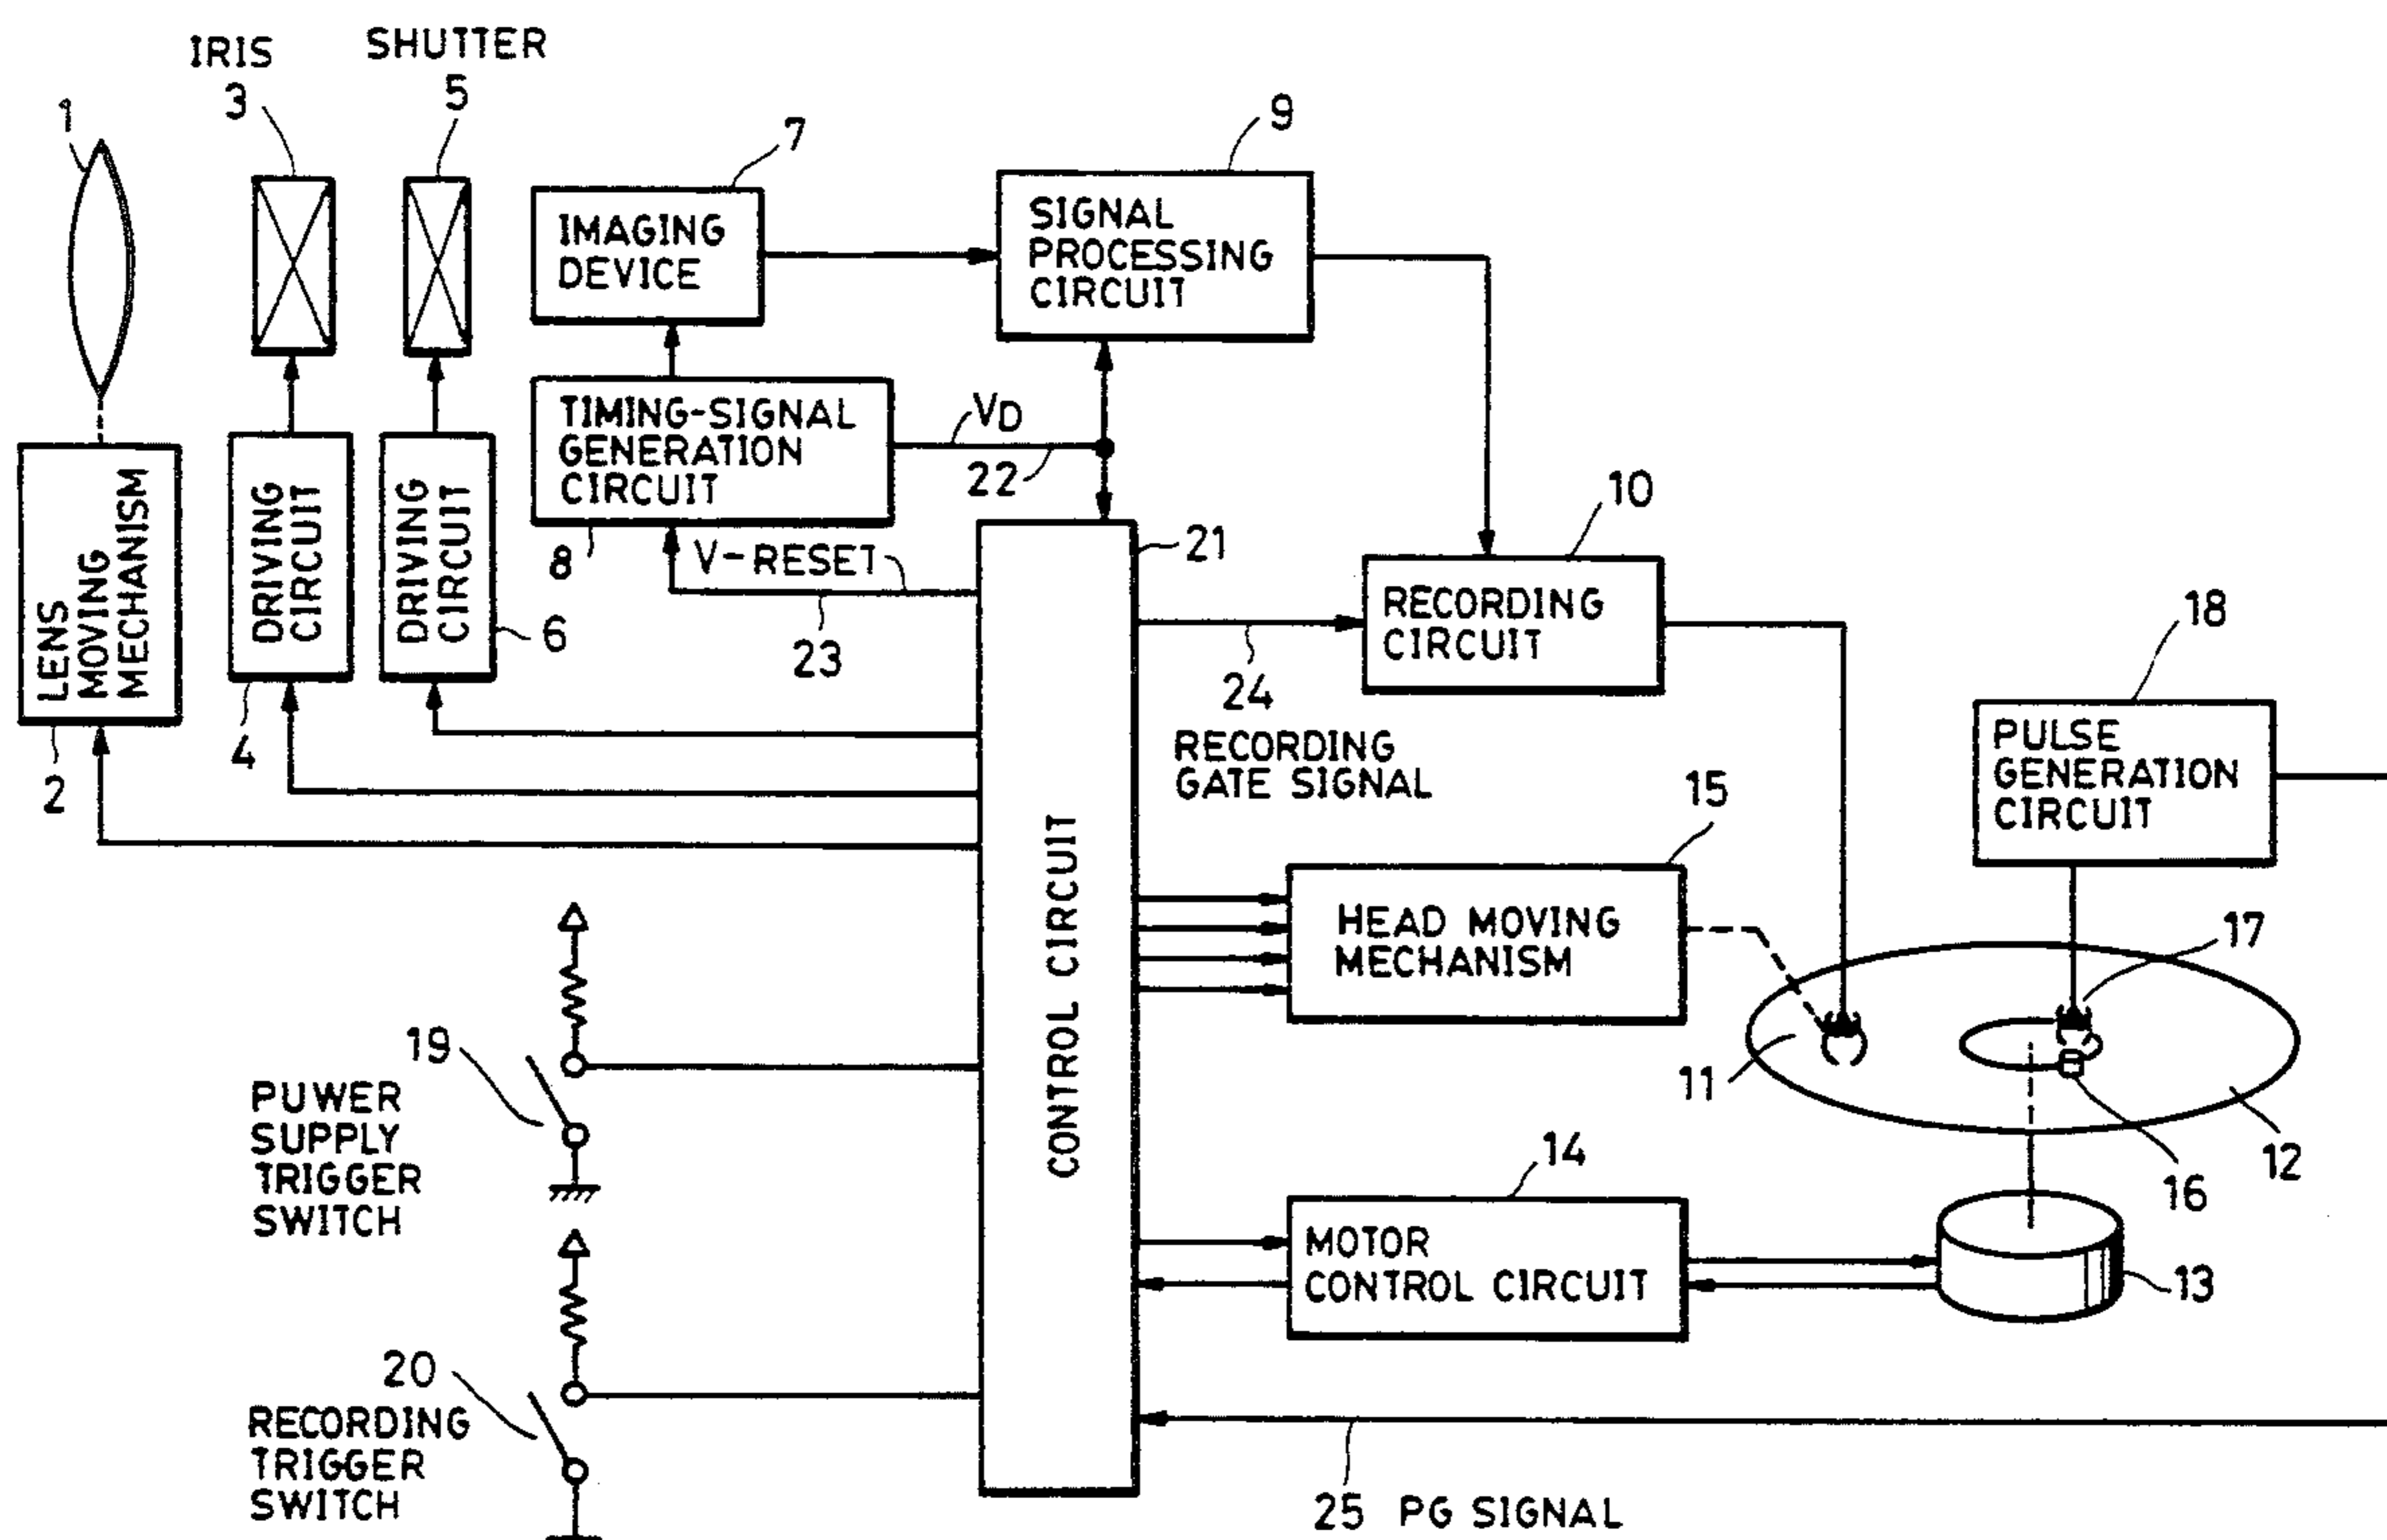 IRIS
3
SHUTTER
5
1
7
9
IMAGING
DEVICE
SIGNAL
PROCESSING
CIRCUIT
TIMING-SIGNAL
GENERATION
CIRCUIT
VD
22
8
V-RESET
23
21
10
LENS
MOVING
MECHANISM
2
DRIVING
CIRCUIT
4
DRIVING
CIRCUIT
6
RECORDING
CIRCUIT
24
RECORDING
GATE SIGNAL
18
PULSE
GENERATION
CIRCUIT
15
HEAD MOVING
MECHANISM
CONTROL CIRCUIT
17
11
12
16
19
PUWER
SUPPLY
TRIGGER
SWITCH
14
MOTOR
CONTROL CIRCUIT
13
20
RECORDING
TRIGGER
SWITCH
25 PG SIGNAL